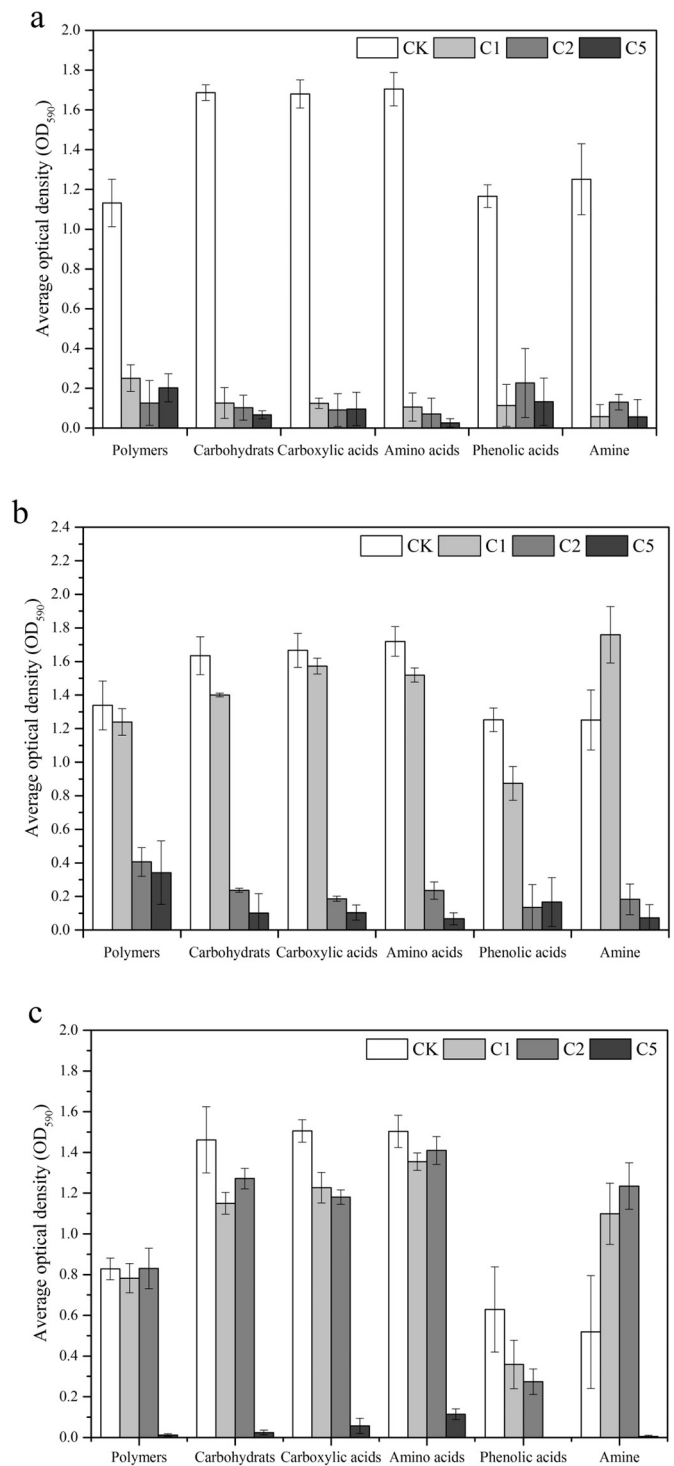 a
CK C1 C2 C5
Average optical density (OD590)
2.0
1.8
1.6
1.4
1.2
1.0
0.8
0.6
0.4
0.2
0.0
Polymers Carbohydrats Carboxylic acids Amino acids Phenolic acids Amine
b
CK C1 C2 C5
Average optical density (OD590)
2.4
2.2
2.0
1.8
1.6
1.4
1.2
1.0
0.8
0.6
0.4
0.2
0.0
Polymers Carbohydrats Carboxylic acids Amino acids Phenolic acids Amine
c
CK C1 C2 C5
Average optical density (OD590)
2.0
1.8
1.6
1.4
1.2
1.0
0.8
0.6
0.4
0.2
0.0
Polymers Carbohydrats Carboxylic acids Amino acids Phenolic acids Amine